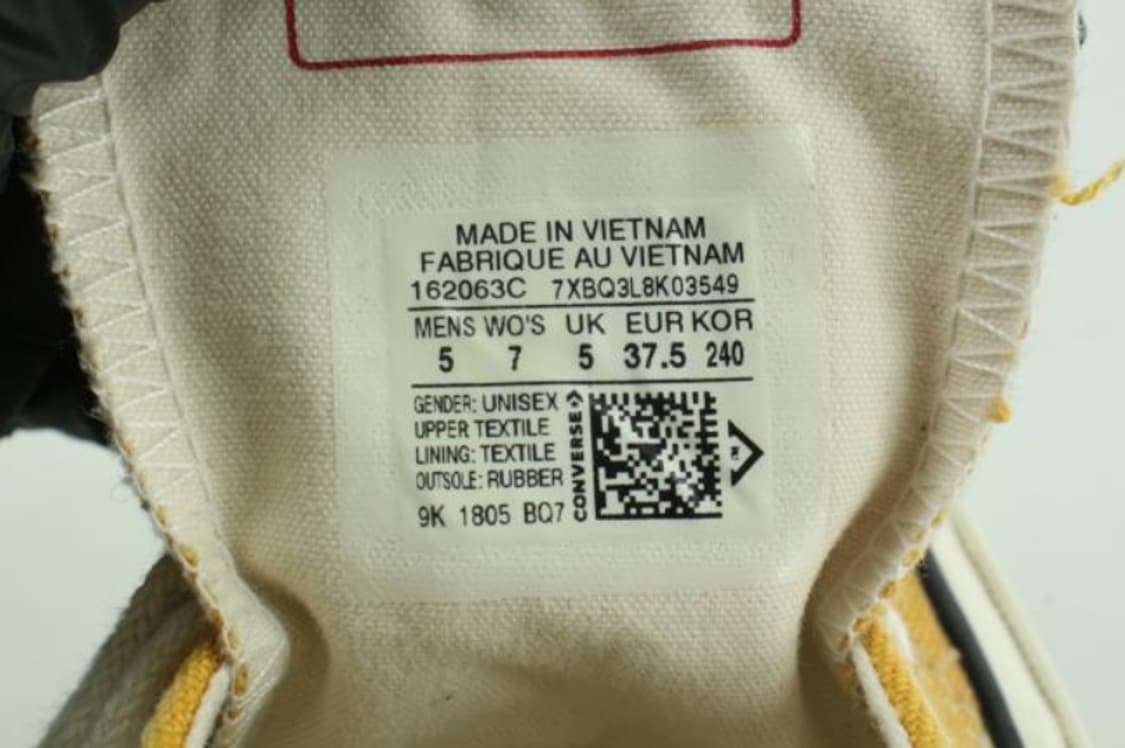 MADE IN VIETNAM
FABRIQUE AU VIETNAM
162063C 7XBQ3L8K03549
MENS WO'S UK EUR KOR
5 7 5 37.5 240
GENDER: UNISEX
UPPER TEXTILE
LINING: TEXTILE
OUTSOLE: RUBBER
9K 1805 BQ7
CONVERSE